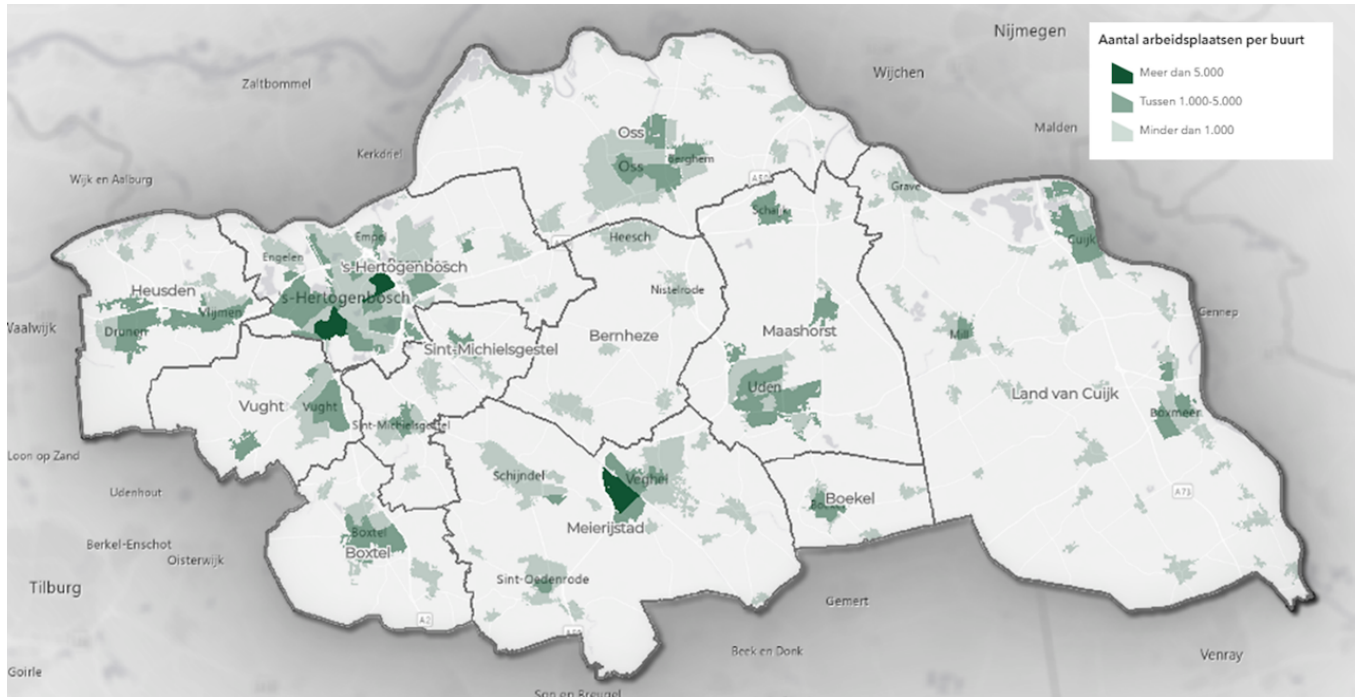 Nijmegen
Aantal arbeidsplaatsen per buurt
Meer dan 5.000
Tussen 1.000-5.000
Minder dan 1.000
Zaltbommel
Wijchen
Malden
Kerkdriel
Oss
Oss
Berghem
Wijk en Aalburg
A50
Grave
Schaijk
Cuijk
Empel
Heesch
Engelen
's-Hertogenbosch
's-Hertogenbosch
Heusden
Nistelrode
Vlijmen
Drunen
Gennep
Waalwijk
Maashorst
Mill
Bernheze
Sint-Michielsgestel
Uden
Land van Cuijk
Vught
Vught
Boxmeer
Sint-Michielsgestel
Loon op Zand
Schijndel
Veghel
Udenhout
A73
Boekel
Meierijstad
Boxtel
Boxtel
Berkel-Enschot
Oisterwijk
Sint-Oedenrode
Tilburg
Gemert
A2
A50
Beek en Donk
Venray
Goirle
Son en Breugel